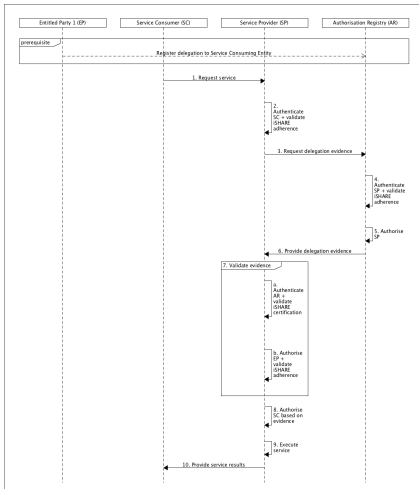 Entitled Party 1 (EP)
Service Consumer (SC)
Service Provider (SP)
Authorisation Registry (AR)
prerequisite
Register delegation to Service Consuming Entity
1. Request service
2.
Authenticate
SC + validate
iSHARE
adherence
3. Request delegation evidence
4.
Authenticate
SP + validate
iSHARE
adherence
5. Authorise
SP
6. Provide delegation evidence
7. Validate evidence
a.
Authenticate
AR +
validate
iSHARE
certification
b. Authorise
EP +
validate
iSHARE
adherence
8. Authorise
SC based on
evidence
9. Execute
service
10. Provide service results